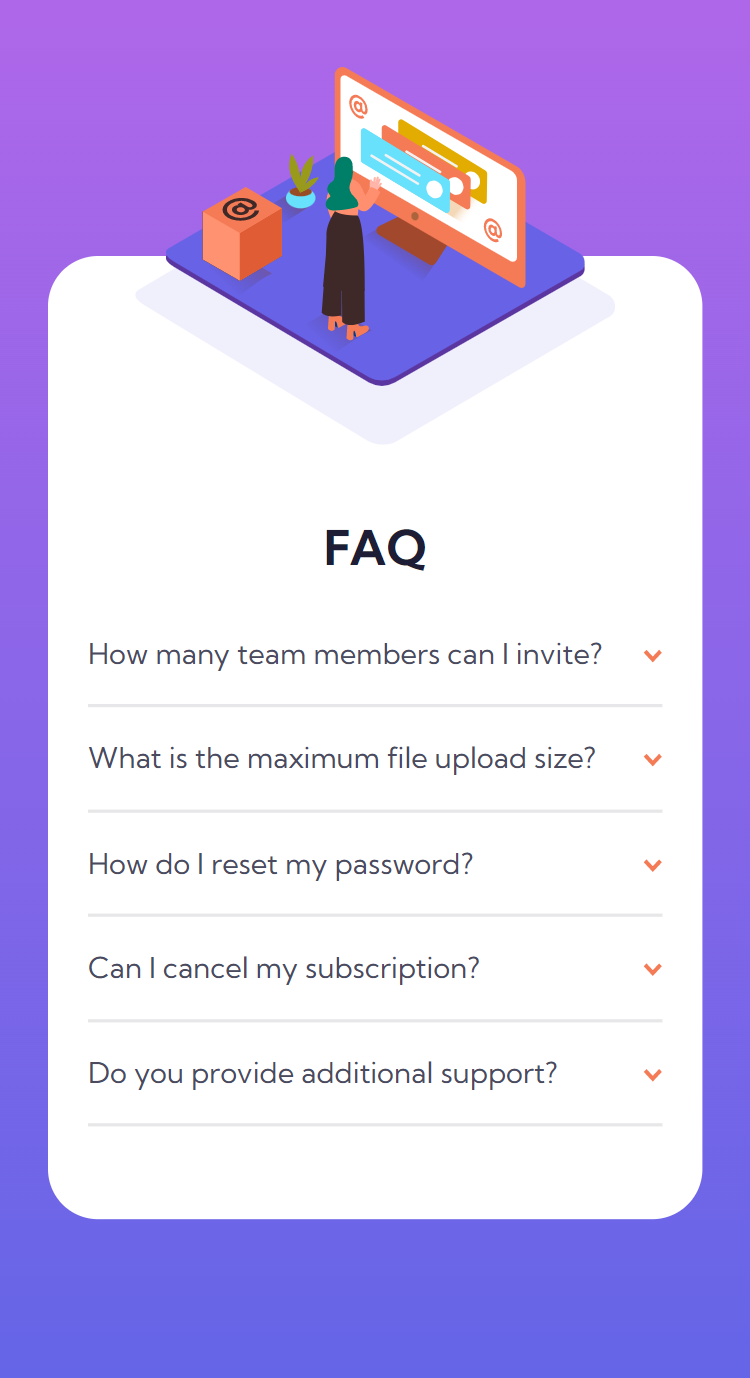 @
@
@
FAQ
How many team members can I invite?
What is the maximum file upload size?
How do I reset my password?
Can I cancel my subscription?
Do you provide additional support?